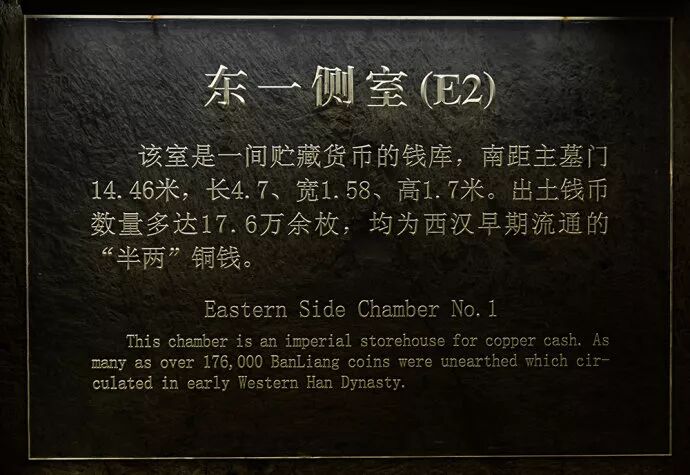 东一侧室(E2)
该室是一间贮藏货币的钱库，南距主墓门
14.46米，长4.7、宽1.58、高1.7米。出土钱币
数量多达17.6万余枚，均为西汉早期流通的
“半两”铜钱。
Eastern Side Chamber No.1
This chamber is an imperial storehouse for copper cash. As
many as over 176,000 BanLiang coins were unearthed which cir-
culated in early Western Han Dynasty.